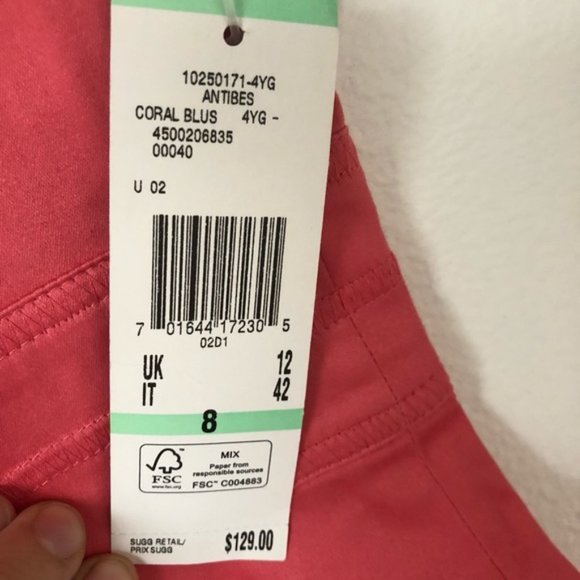 10250171-4YG
ANTIBES
CORAL BLUS 4YG -
4500206835
00040
U 02
7 01644 17230 5
02D1
UK 12
IT 42
8
MIX
Paper from
responsible sources
FSC™ C004883
FSC
www.fsc.org
SUGG RETAIL/
PRIX SUGG
$129.00